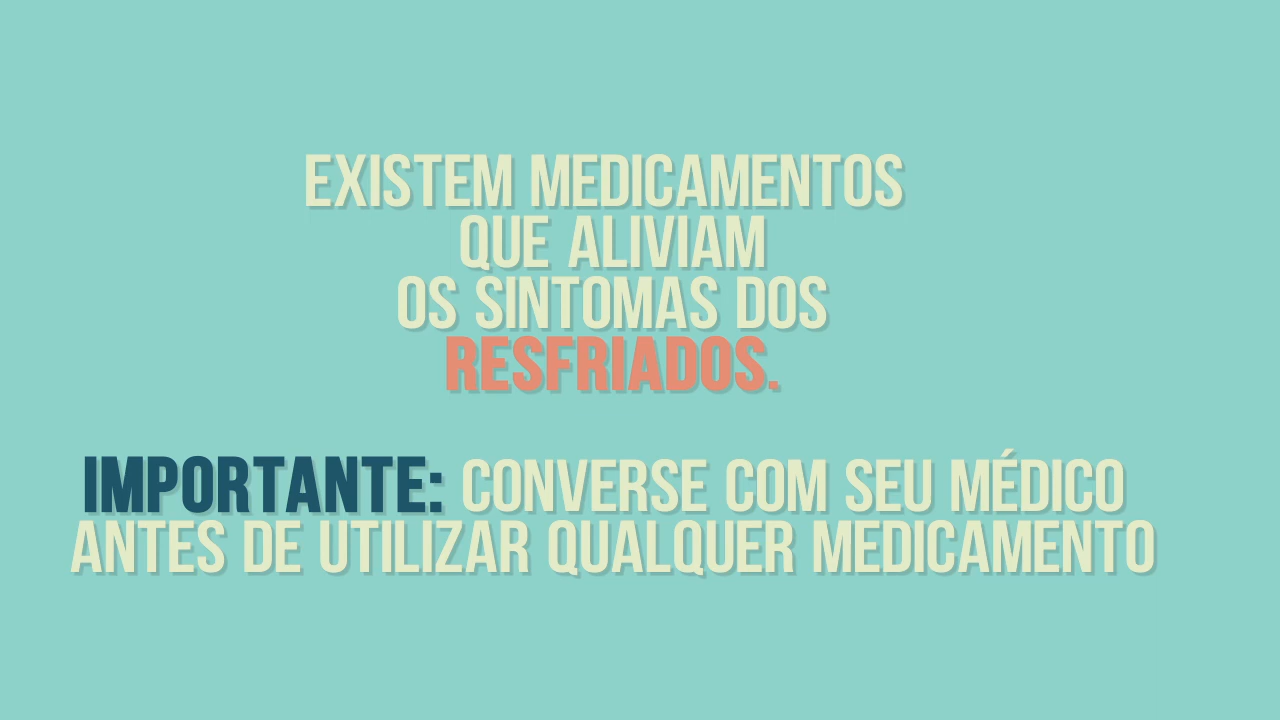 EXISTEM MEDICAMENTOS
QUE ALIVIAM
OS SINTOMAS DOS
RESFRIADOS.
IMPORTANTE: CONVERSE COM SEU MÉDICO
ANTES DE UTILIZAR QUALQUER MEDICAMENTO